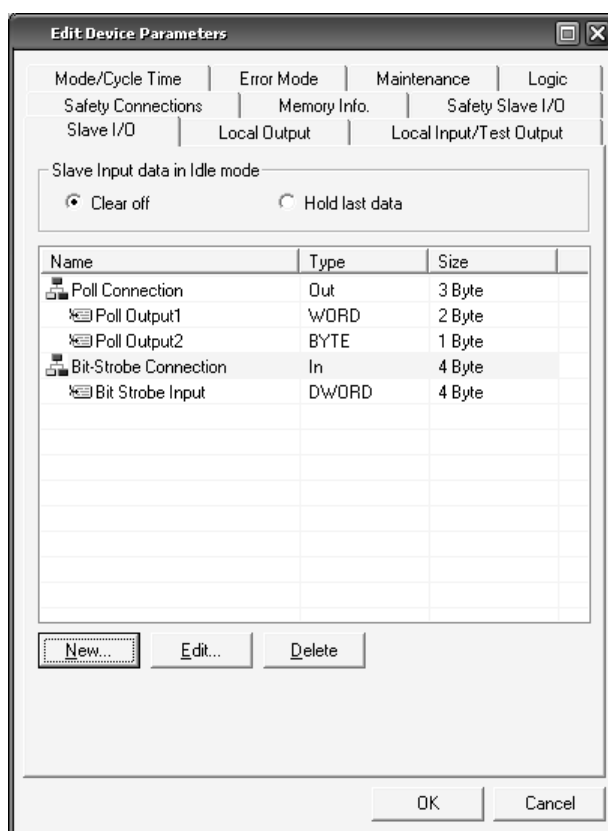 Edit Device Parameters
Mode/Cycle Time Error Mode Maintenance Logic
Safety Connections Memory Info. Safety Slave I/O
Slave I/O Local Output Local Input/Test Output
Slave Input data in Idle mode
Clear off Hold last data
Name Type Size
Poll Connection Out 3 Byte
Poll Output1 WORD 2 Byte
Poll Output2 BYTE 1 Byte
Bit-Strobe Connection In 4 Byte
Bit Strobe Input DWORD 4 Byte
New... Edit... Delete
OK Cancel